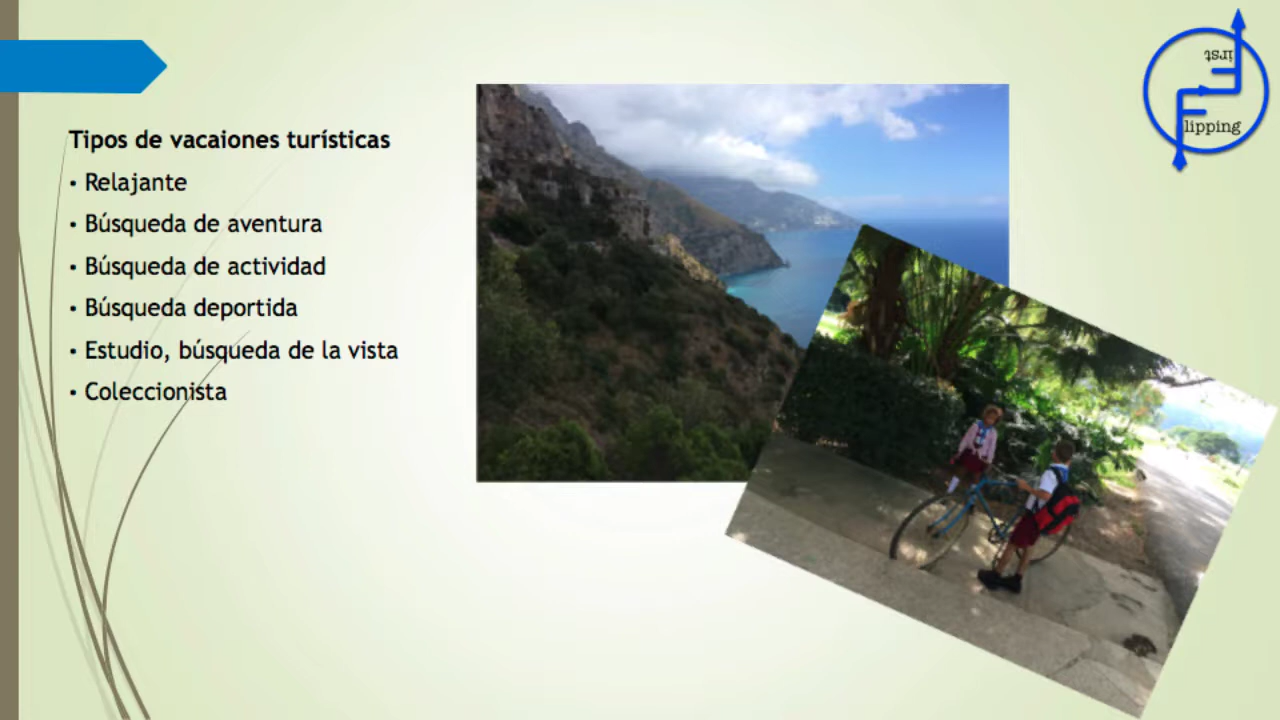 Tipos de vacaiones turísticas
• Relajante
• Búsqueda de aventura
• Búsqueda de actividad
• Búsqueda deportida
• Estudio, búsqueda de la vista
• Coleccionista
irst
lipping